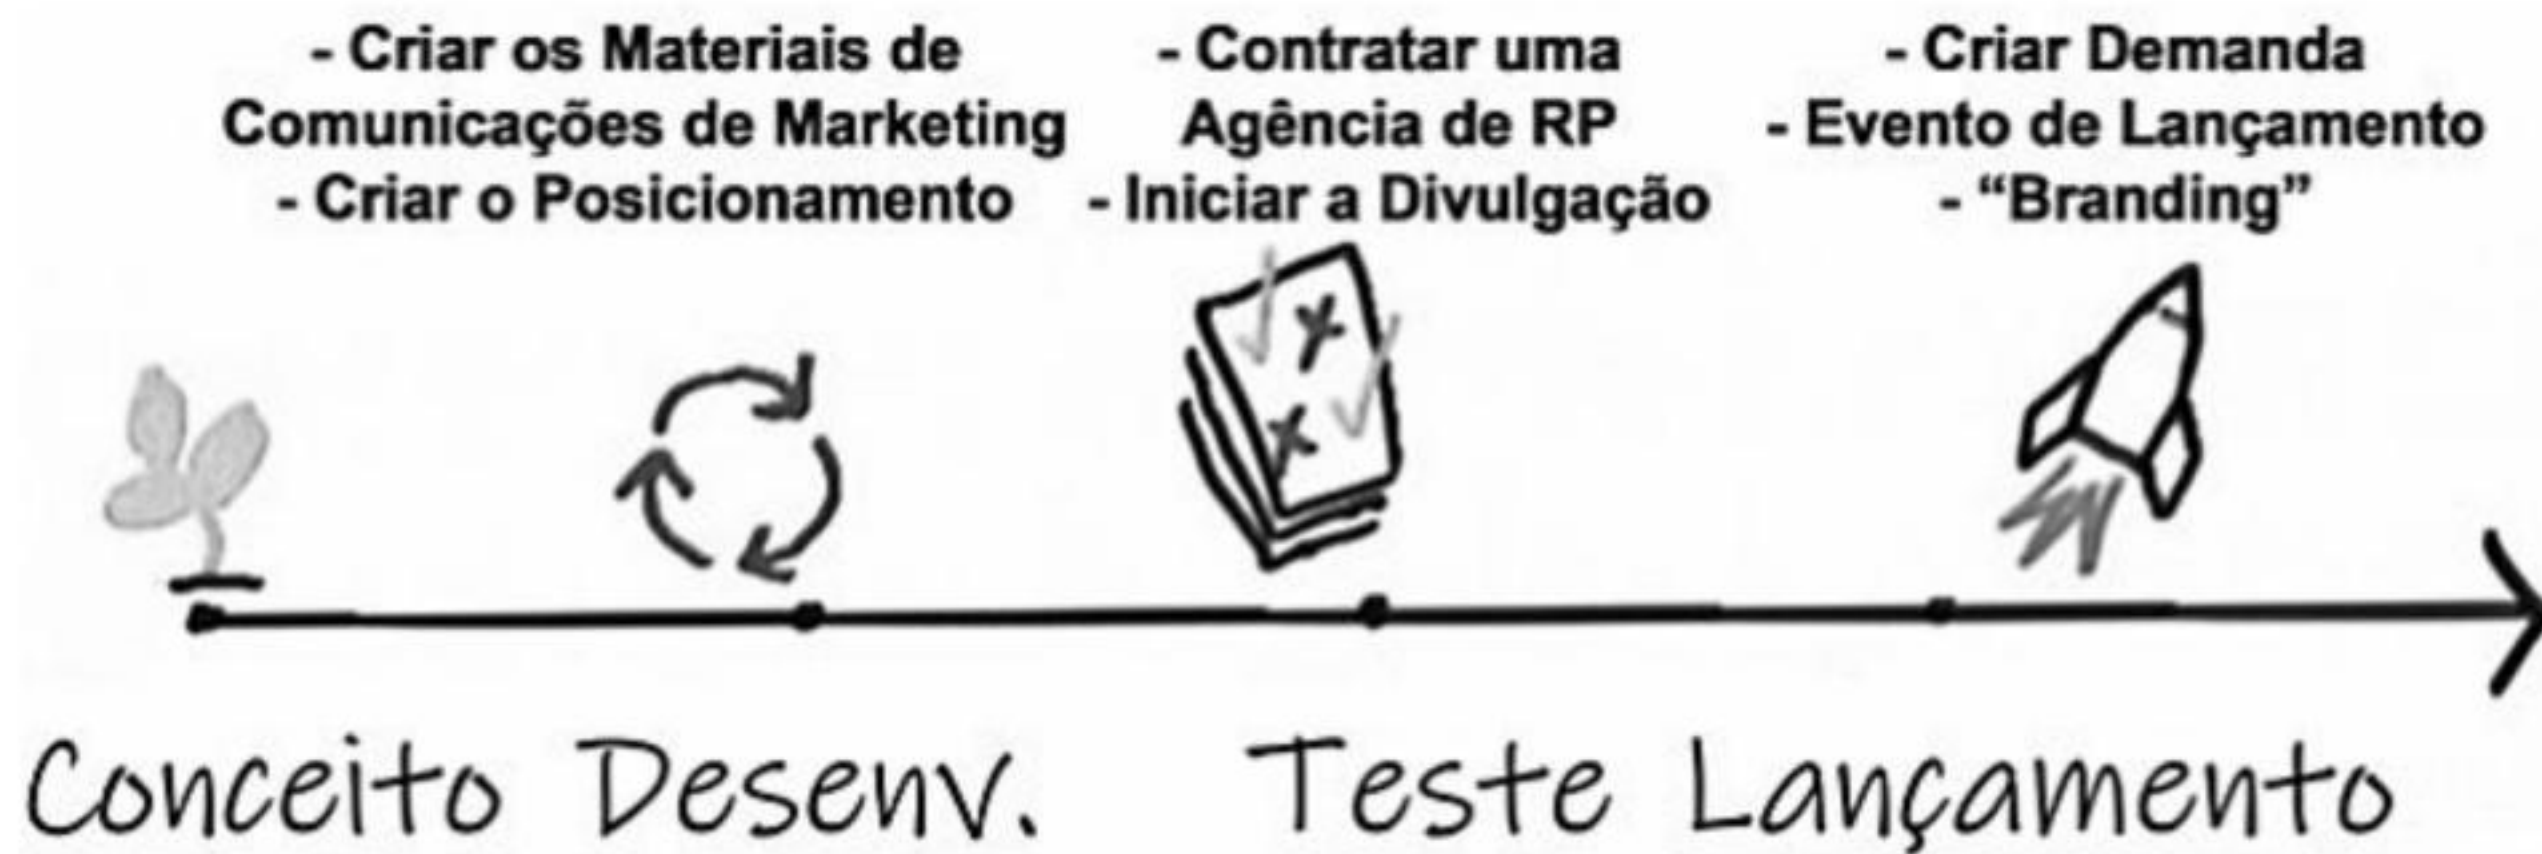 - Criar os Materiais de
Comunicações de Marketing
- Criar o Posicionamento
- Contratar uma
Agência de RP
- Iniciar a Divulgação
- Criar Demanda
- Evento de Lançamento
- “Branding”
Conceito Desenv. Teste Lançamento